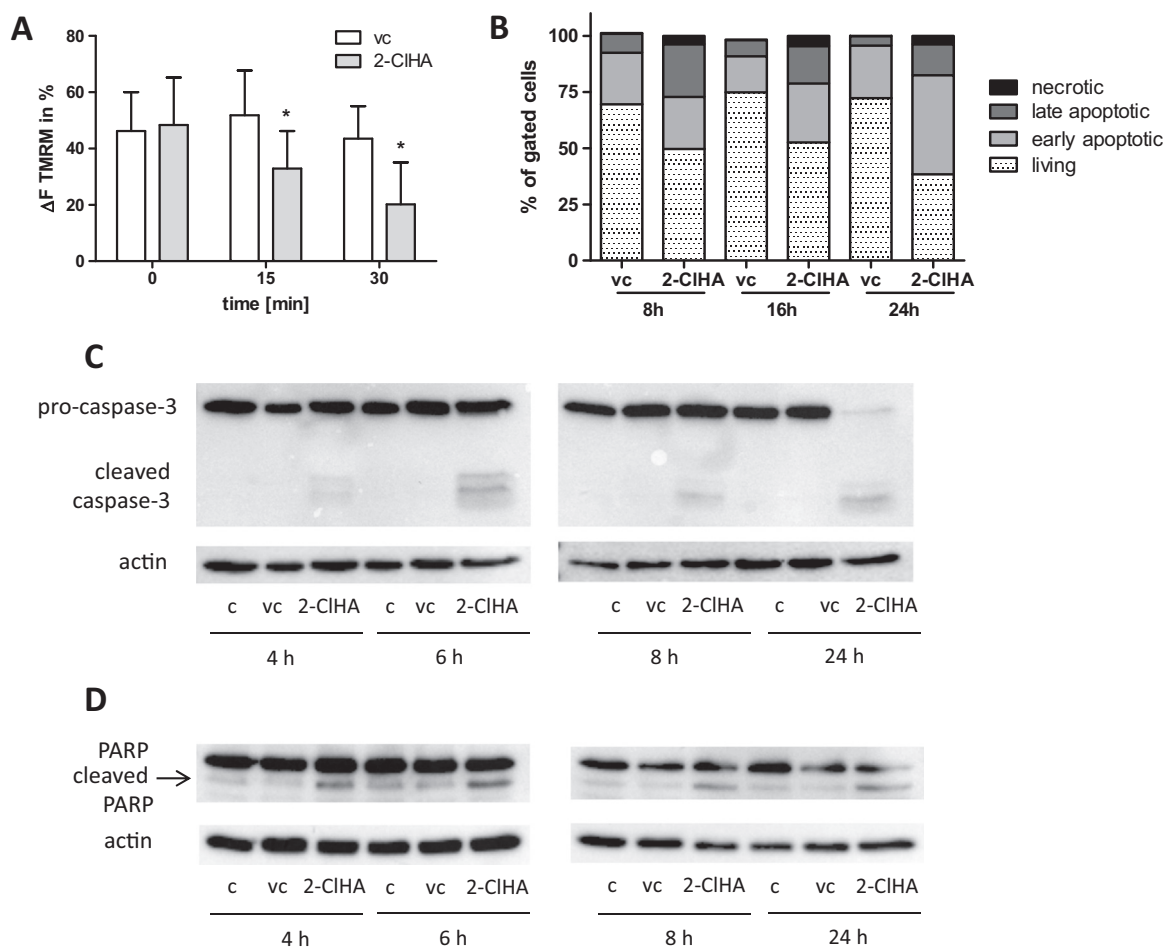 A
80
60
40
20
0
ΔF TMRM in %
vc
2-ClHA
*
*
0
15
30
time [min]
B
100
75
50
25
0
% of gated cells
necrotic
late apoptotic
early apoptotic
living
vc 2-ClHA vc 2-ClHA vc 2-ClHA
8h 16h 24h
C
pro-caspase-3
cleaved
caspase-3
actin
c vc 2-ClHA c vc 2-ClHA c vc 2-ClHA c vc 2-ClHA
4 h 6 h 8 h 24 h
D
PARP
cleaved
PARP
actin
c vc 2-ClHA c vc 2-ClHA c vc 2-ClHA c vc 2-ClHA
4 h 6 h 8 h 24 h